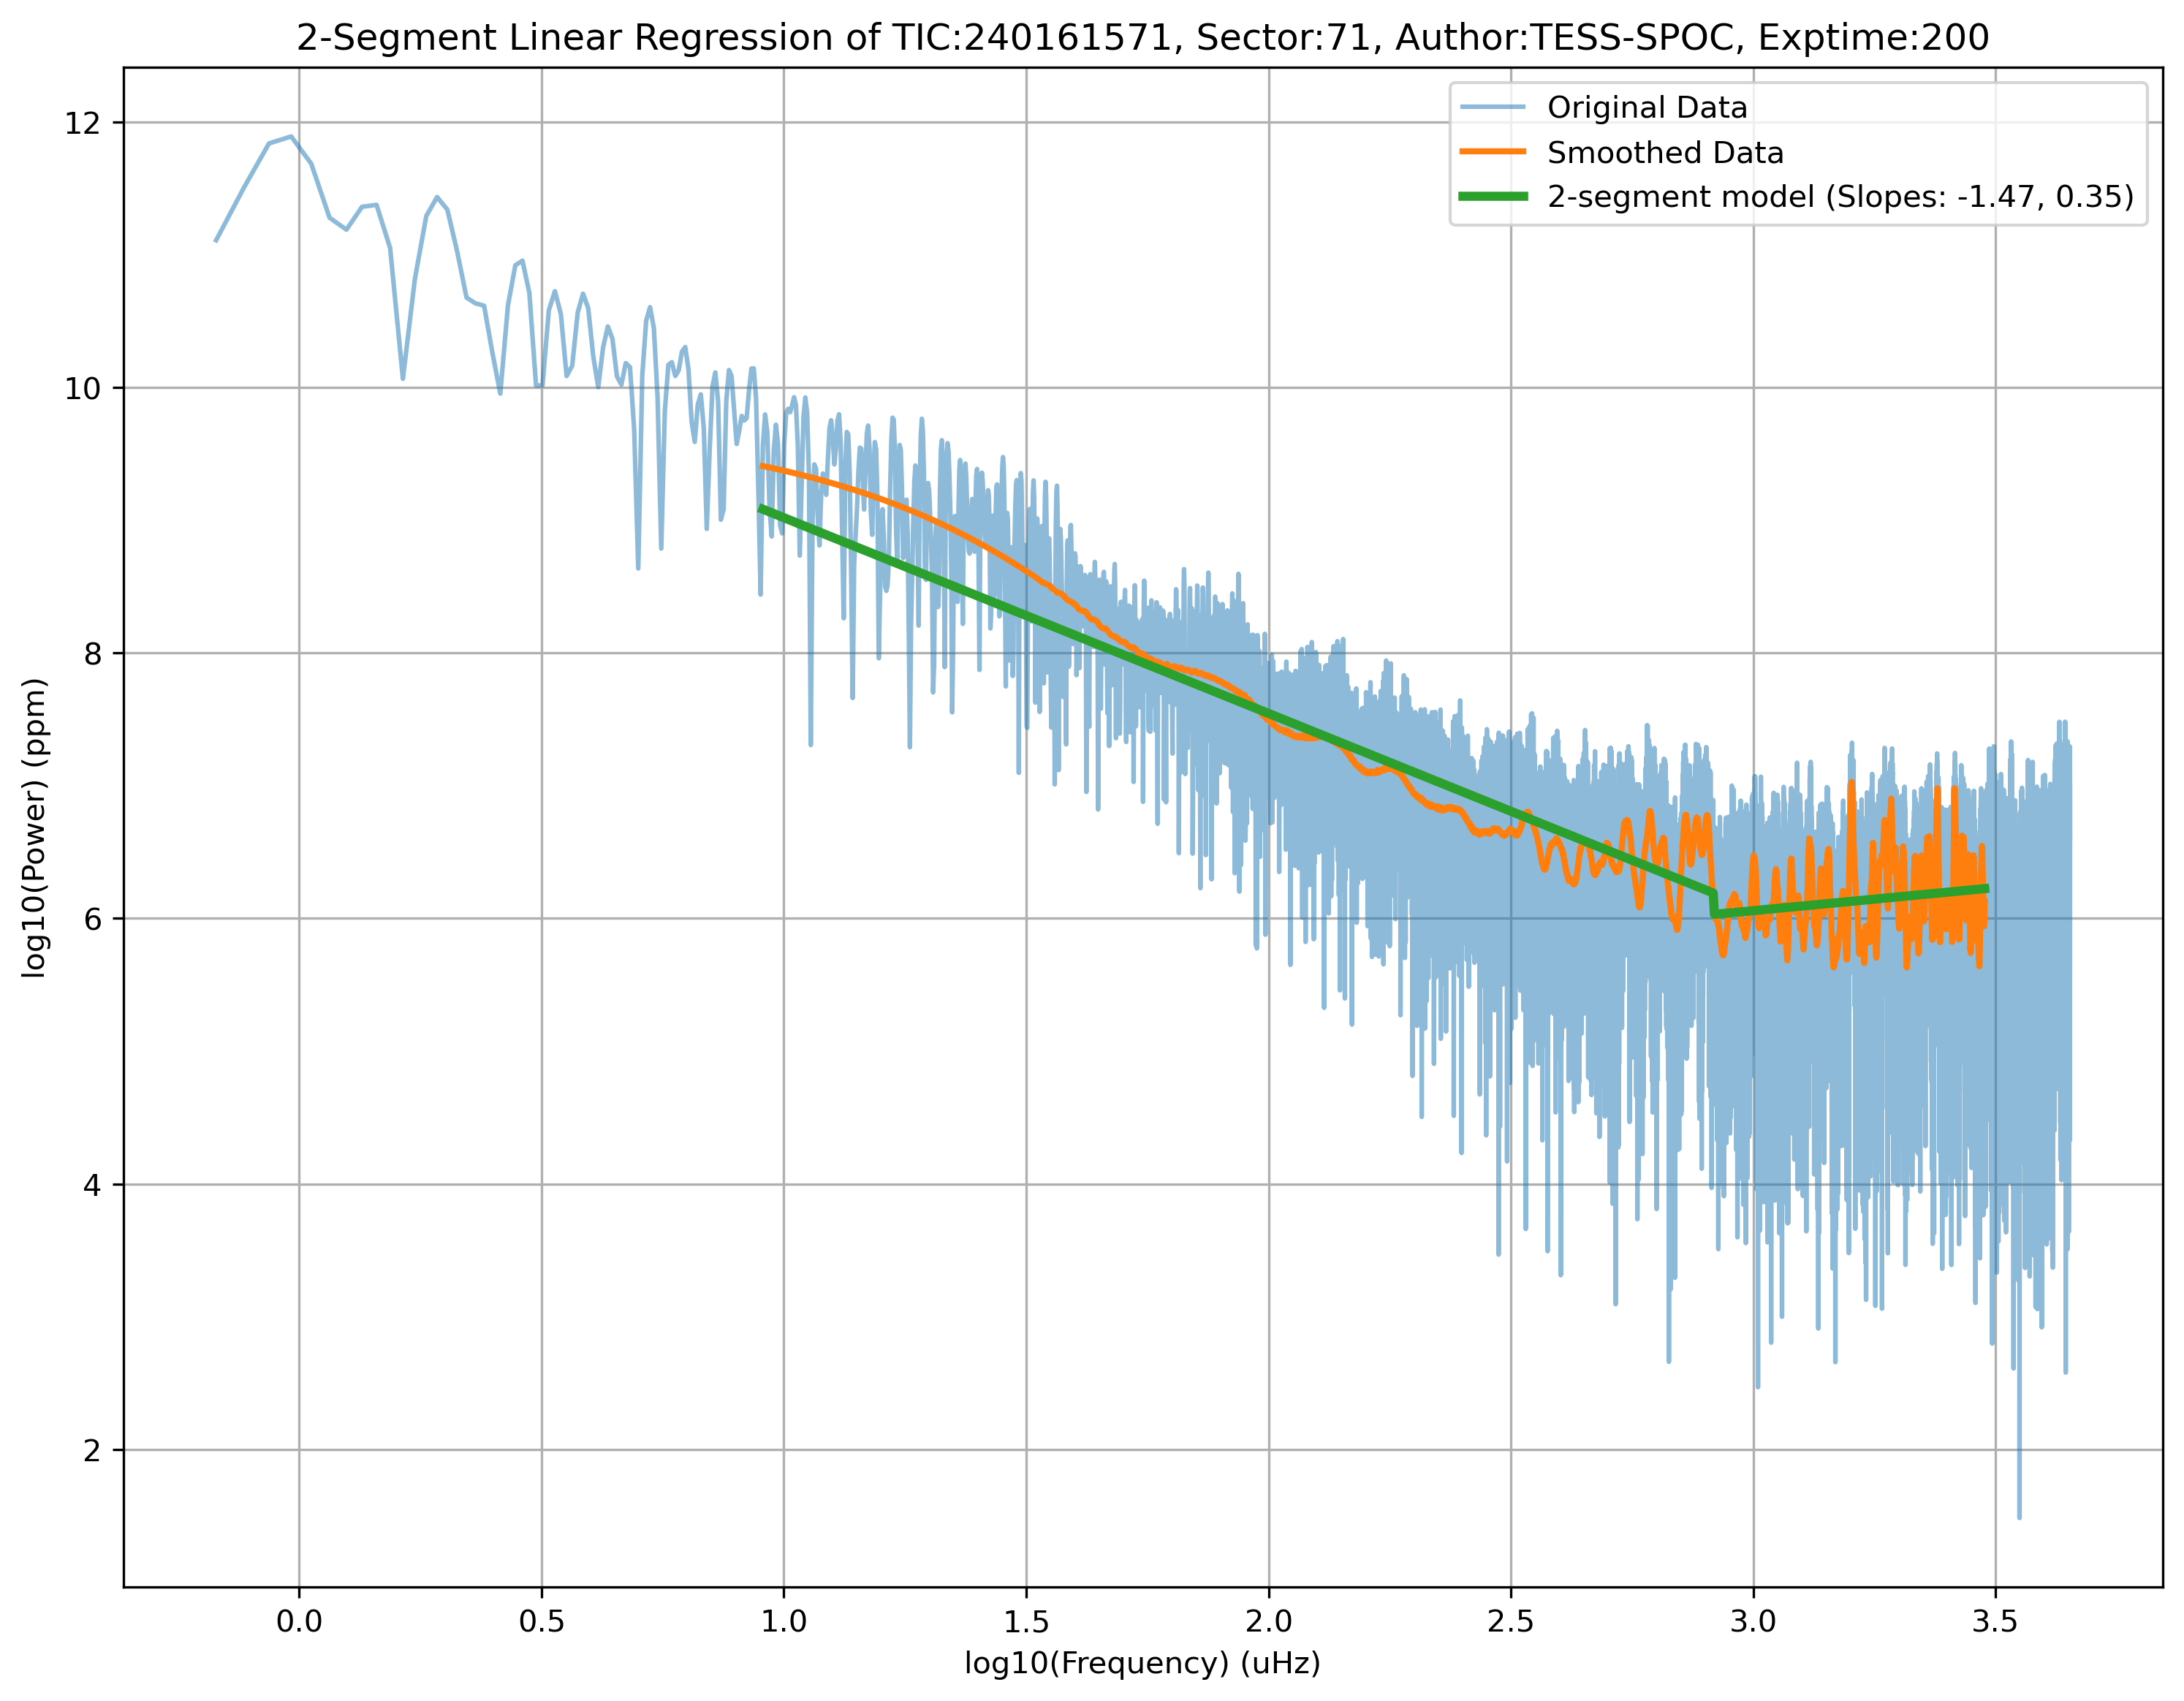 2-Segment Linear Regression of TIC:240161571, Sector:71, Author:TESS-SPOC, Exptime:200
Original Data
Smoothed Data
2-segment model (Slopes: -1.47, 0.35)
12
10
8
6
4
2
log10(Power) (ppm)
0.0 0.5 1.0 1.5 2.0 2.5 3.0 3.5
log10(Frequency) (uHz)